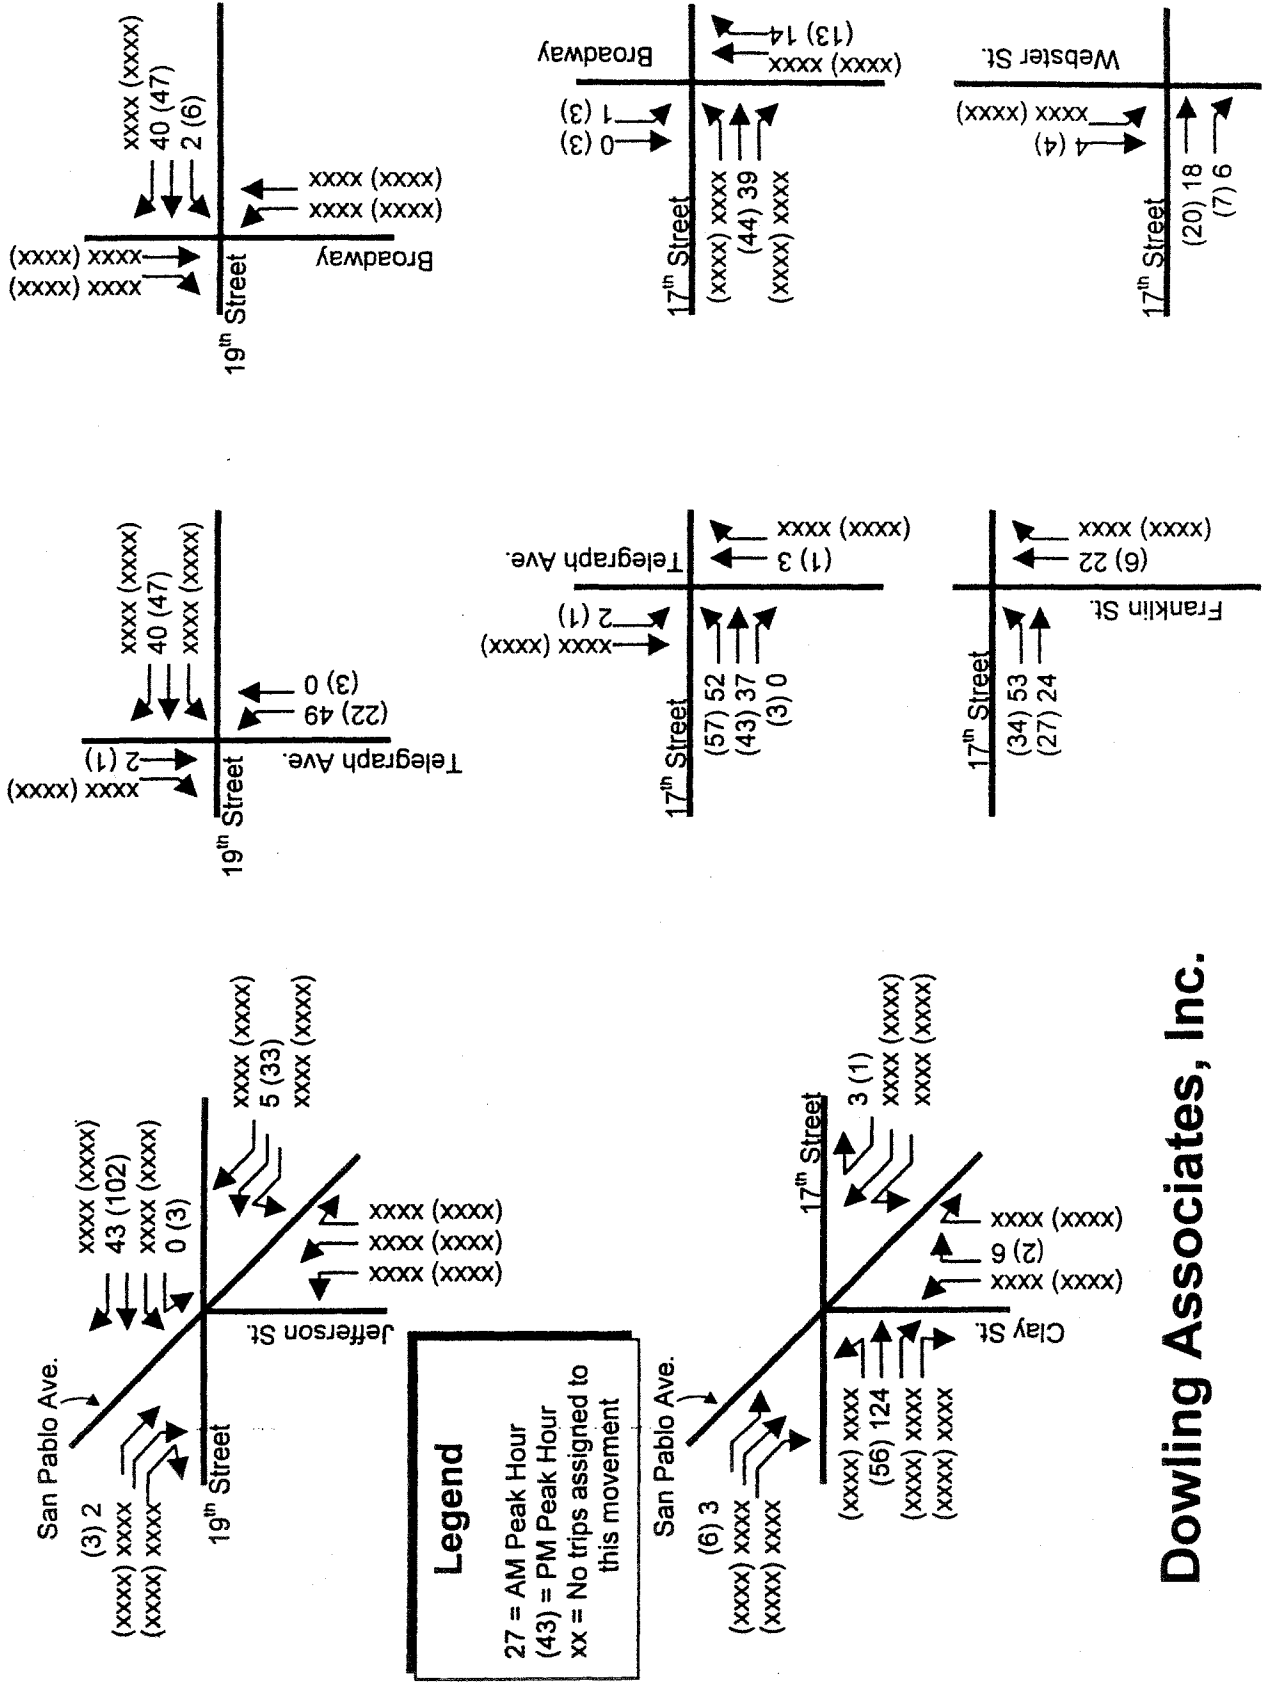 San Pablo Ave.
xxxx (xxxx)
43 (102)
xxxx (xxxx)
0 (3)
(3) 2
(xxxx) xxxx
(xxxx) xxxx
19th Street
Jefferson St.
xxxx (xxxx)
5 (33)
xxxx (xxxx)
(xxxx) xxxx
(xxxx) xxxx
(xxxx) xxxx
xxxx (xxxx)
2 (1)
xxxx (xxxx)
40 (47)
xxxx (xxxx)
19th Street
Telegraph Ave.
(3) 0
(22) 49
xxxx (xxxx)
xxxx (xxxx)
xxxx (xxxx)
40 (47)
2 (6)
19th Street
Broadway
(xxxx) xxxx
(xxxx) xxxx
Legend
27 = AM Peak Hour
(43) = PM Peak Hour
xx = No trips assigned to
this movement
San Pablo Ave.
(6) 3
(xxxx) xxxx
(xxxx) xxxx
17th Street
3 (1)
xxxx (xxxx)
xxxx (xxxx)
(xxxx) xxxx
(56) 124
(xxxx) xxxx
(xxxx) xxxx
Clay St.
(xxxx) xxxx
(2) 6
(xxxx) xxxx
Telegraph Ave.
xxxx (xxxx)
2 (1)
17th Street
(57) 52
(43) 37
(3) 0
(1) 3
(xxxx) xxxx
Broadway
0 (3)
1 (3)
17th Street
(xxxx) xxxx
(44) 39
(xxxx) xxxx
(13) 14
(xxxx) xxxx
17th Street
(34) 53
(27) 24
Franklin St.
(6) 22
(xxxx) xxxx
Webster St.
4 (4)
xxxx (xxxx)
17th Street
(20) 18
(7) 6
Dowling Associates, Inc.